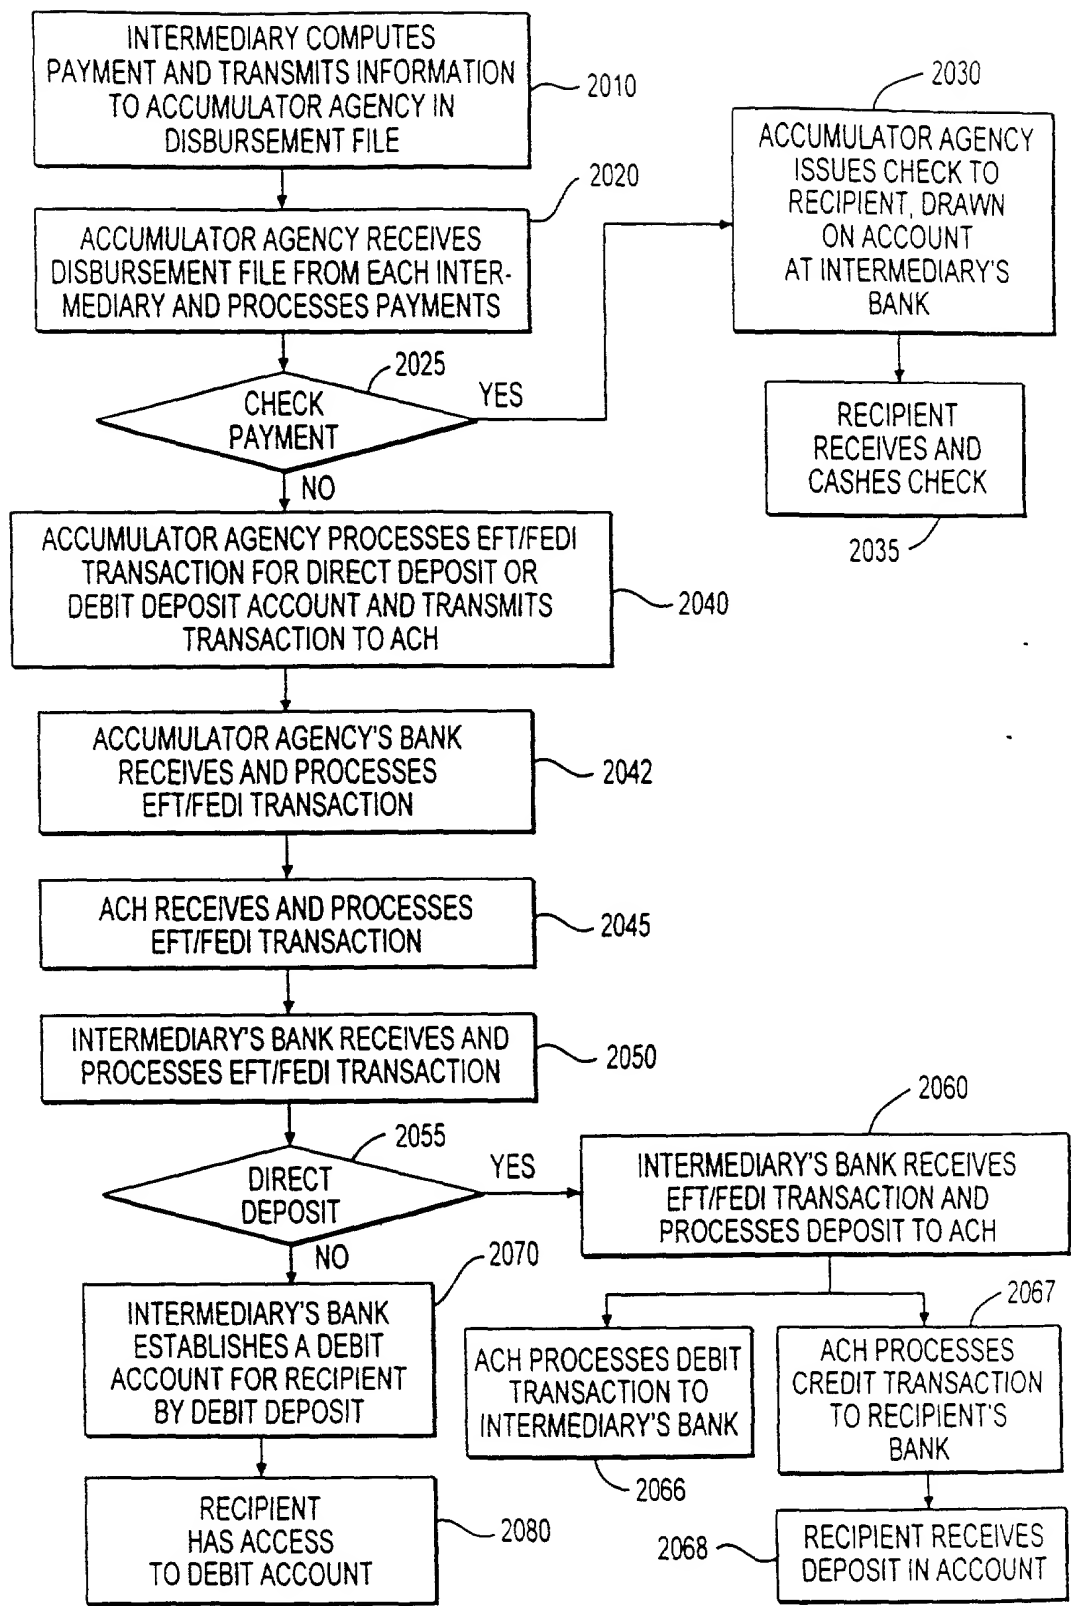 INTERMEDIARY COMPUTES
PAYMENT AND TRANSMITS INFORMATION
TO ACCUMULATOR AGENCY IN
DISBURSEMENT FILE
2010
ACCUMULATOR AGENCY RECEIVES
DISBURSEMENT FILE FROM EACH INTER-
MEDIARY AND PROCESSES PAYMENTS
2020
CHECK
PAYMENT
2025
YES
NO
2030
ACCUMULATOR AGENCY
ISSUES CHECK TO
RECIPIENT, DRAWN
ON ACCOUNT
AT INTERMEDIARY'S
BANK
RECIPIENT
RECEIVES AND
CASHES CHECK
2035
ACCUMULATOR AGENCY PROCESSES EFT/FEDI
TRANSACTION FOR DIRECT DEPOSIT OR
DEBIT DEPOSIT ACCOUNT AND TRANSMITS
TRANSACTION TO ACH
2040
ACCUMULATOR AGENCY'S BANK
RECEIVES AND PROCESSES
EFT/FEDI TRANSACTION
2042
ACH RECEIVES AND PROCESSES
EFT/FEDI TRANSACTION
2045
INTERMEDIARY'S BANK RECEIVES AND
PROCESSES EFT/FEDI TRANSACTION
2050
DIRECT
DEPOSIT
2055
YES
NO
2060
INTERMEDIARY'S BANK RECEIVES
EFT/FEDI TRANSACTION AND
PROCESSES DEPOSIT TO ACH
2070
INTERMEDIARY'S BANK
ESTABLISHES A DEBIT
ACCOUNT FOR RECIPIENT
BY DEBIT DEPOSIT
ACH PROCESSES DEBIT
TRANSACTION TO
INTERMEDIARY'S BANK
2066
2067
ACH PROCESSES
CREDIT TRANSACTION
TO RECIPIENT'S
BANK
RECIPIENT
HAS ACCESS
TO DEBIT ACCOUNT
2080
2068
RECIPIENT RECEIVES
DEPOSIT IN ACCOUNT